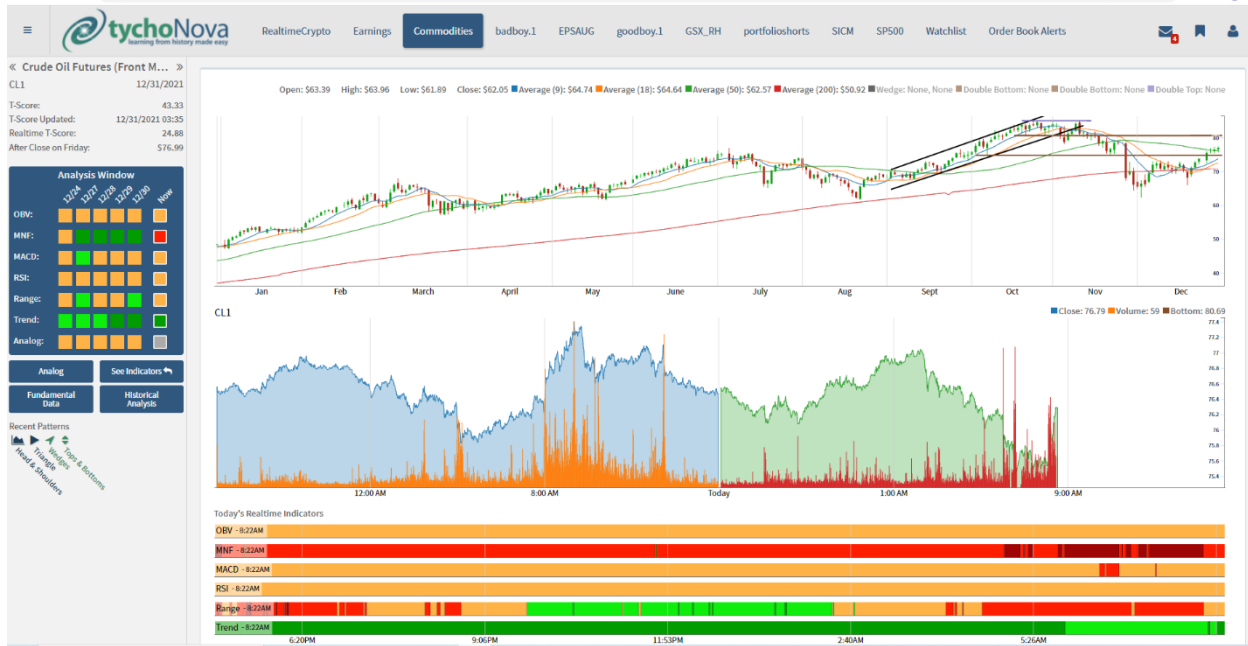 tychoNova
learning from history made easy
RealtimeCrypto Earnings Commodities badboy.1 EPSAUG goodboy.1 GSX_RH portfolioshorts SICM SP500 Watchlist Order Book Alerts
4
« Crude Oil Futures (Front M... »
CL1 12/31/2021
T-Score: 43.33
T-Score Updated: 12/31/2021 03:35
Realtime T-Score: 24.88
After Close on Friday: $76.99
Analysis Window
12/24 12/27 12/28 12/29 12/30 Now
OBV:
MNF:
MACD:
RSI:
Range:
Trend:
Analog:
Analog See Indicators
Fundamental Data Historical Analysis
Recent Patterns
Head & Shoulders
Triangle
Wedges
Tops & Bottoms
Open: $63.39 High: $63.96 Low: $61.89 Close: $62.05 Average (9): $64.74 Average (18): $64.64 Average (50): $62.57 Average (200): $50.92 Wedge: None, None Double Bottom: None Double Bottom: None Double Top: None
80
70
60
50
40
Jan Feb March April May June July Aug Sept Oct Nov Dec
CL1 Close: 76.79 Volume: 59 Bottom: 80.69
77.4
77.2
77
76.8
76.6
76.4
76.2
76
75.8
75.6
75.4
12:00 AM 8:00 AM Today 1:00 AM 9:00 AM
Today's Realtime Indicators
OBV - 8:22AM
MNF - 8:22AM
MACD - 8:22AM
RSI - 8:22AM
Range - 8:22AM
Trend - 8:22AM
6:20PM 9:06PM 11:53PM 2:40AM 5:26AM